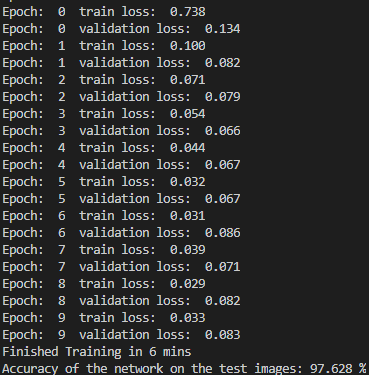 Epoch:  0  train loss:  0.738
Epoch:  0  validation loss:  0.134
Epoch:  1  train loss:  0.100
Epoch:  1  validation loss:  0.082
Epoch:  2  train loss:  0.071
Epoch:  2  validation loss:  0.079
Epoch:  3  train loss:  0.054
Epoch:  3  validation loss:  0.066
Epoch:  4  train loss:  0.044
Epoch:  4  validation loss:  0.067
Epoch:  5  train loss:  0.032
Epoch:  5  validation loss:  0.067
Epoch:  6  train loss:  0.031
Epoch:  6  validation loss:  0.086
Epoch:  7  train loss:  0.039
Epoch:  7  validation loss:  0.071
Epoch:  8  train loss:  0.029
Epoch:  8  validation loss:  0.082
Epoch:  9  train loss:  0.033
Epoch:  9  validation loss:  0.083
Finished Training in 6 mins
Accuracy of the network on the test images: 97.628 %